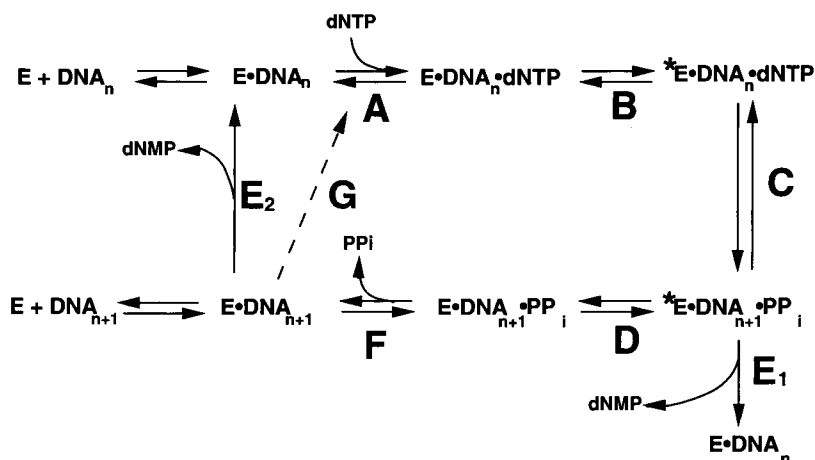 dNTP
E + DNAn E•DNAn E•DNAn•dNTP *E•DNAn•dNTP
A B
dNMP
E2 G C
PPi
E + DNAn+1 E•DNAn+1 E•DNAn+1•PPi *E•DNAn+1•PPi
F D
E1
dNMP
E•DNAn